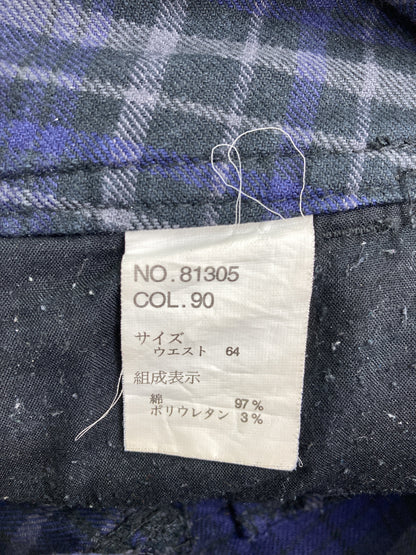 NO. 81305
COL. 90
サイズ
ウエスト 64
組成表示
綿 97%
ポリウレタン 3%